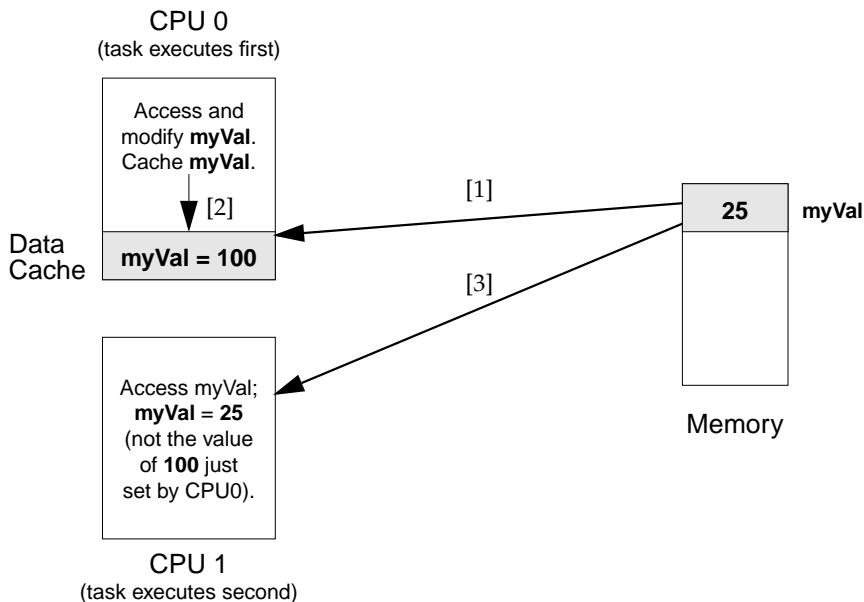 CPU 0
(task executes first)
Access and
modify myVal.
Cache myVal.
[2]
Data
Cache
myVal = 100
[1]
25
myVal
[3]
Memory
Access myVal;
myVal = 25
(not the value
of 100 just
set by CPU0).
CPU 1
(task executes second)